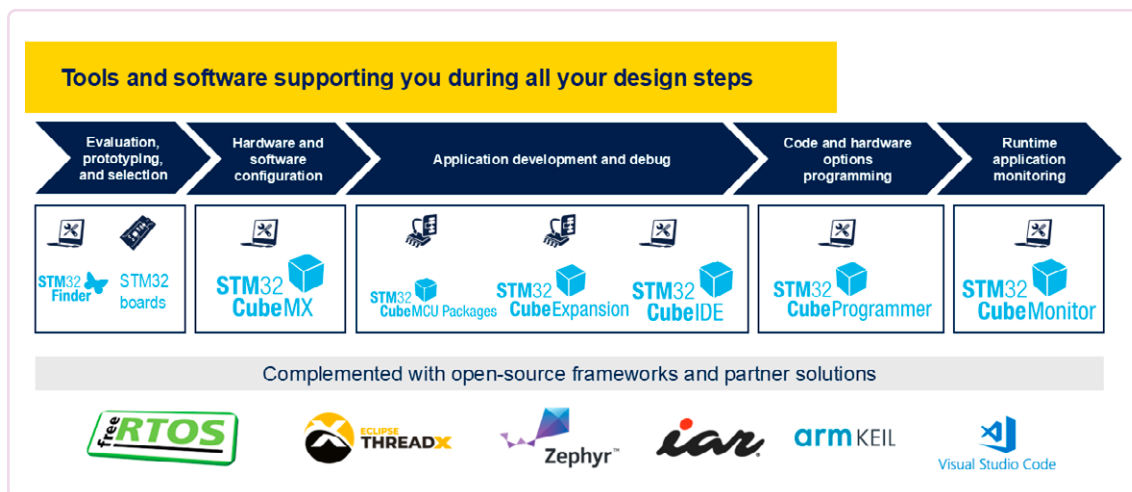 Tools and software supporting you during all your design steps
Evaluation,
prototyping,
and selection
Hardware and
software
configuration
Application development and debug
Code and hardware
options
programming
Runtime
application
monitoring
STM32
Finder
STM32
boards
STM32
CubeMX
STM32
CubeMCU Packages
STM32
CubeExpansion
STM32
CubeIDE
STM32
CubeProgrammer
STM32
CubeMonitor
Complemented with open-source frameworks and partner solutions
free RTOS
ECLIPSE
THREADX
Zephyr™
iar®
arm KEIL
Visual Studio Code